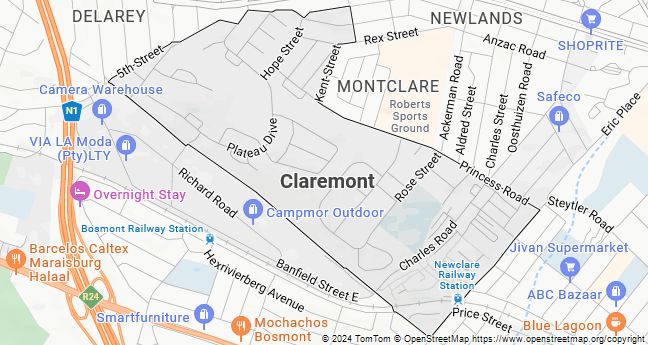 DELAREY
NEWLANDS
Rex Street
Anzac Road
SHOPRITE
Hope Street
5th-Street
Kent-Street
MONTCLARE
Camera Warehouse
N1
Roberts
Sports
Ground
Ackerman Road
Aldred Street
Charles Street
Oosthuizen Road
Safeco
Eric Place
VIA LA Moda
(Pty)LTY
Plateau Drive
Claremont
Rose Street
Princess-Road
Overnight Stay
Richard Road
Campmor Outdoor
Steytler Road
Bosmont Railway Station
Charles Road
Jivan Supermarket
Barcelos Caltex
Maraisburg
Halaal
Hexrivierberg Avenue
Banfield Street E
Newclare
Railway
Station
ABC Bazaar
R24
Smartfurniture
Mochachos
Bosmont
Price Street
Blue Lagoon
© 2024 TomTom © OpenStreetMap https://www.openstreetmap.org/copyright